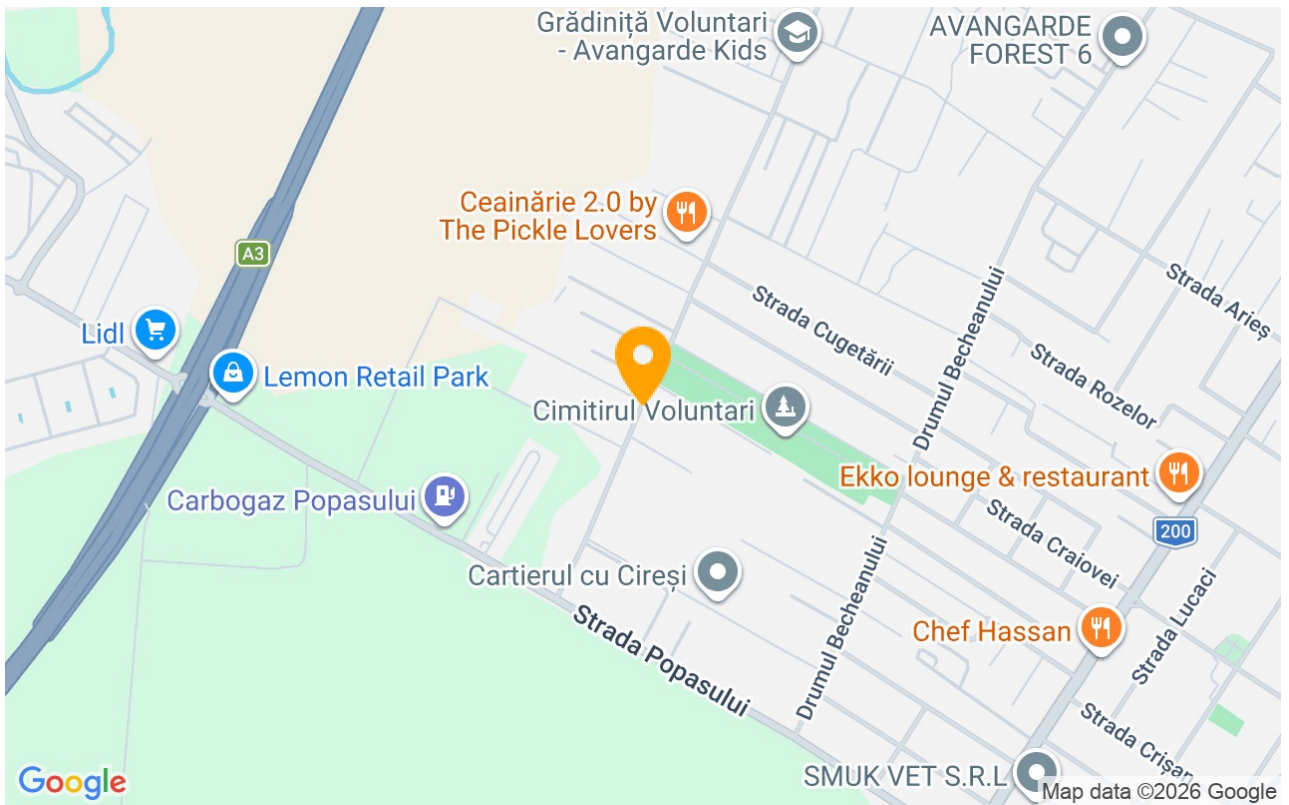 Grădiniță Voluntari
- Avangarde Kids
AVANGARDE
FOREST 6
Ceainărie 2.0 by
The Pickle Lovers
A3
Strada Arieș
Strada Cugetării
Drumul Becheanului
Lidl
Strada Rozelor
Lemon Retail Park
Cimitirul Voluntari
Ekko lounge & restaurant
Carbogaz Popasului
200
Strada Craiovei
Cartierul cu Cireși
Drumul Becheanului
Strada Lucaci
Chef Hassan
Strada Popasului
Strada Crișan
SMUK VET S.R.L
Google
Map data ©2026 Google